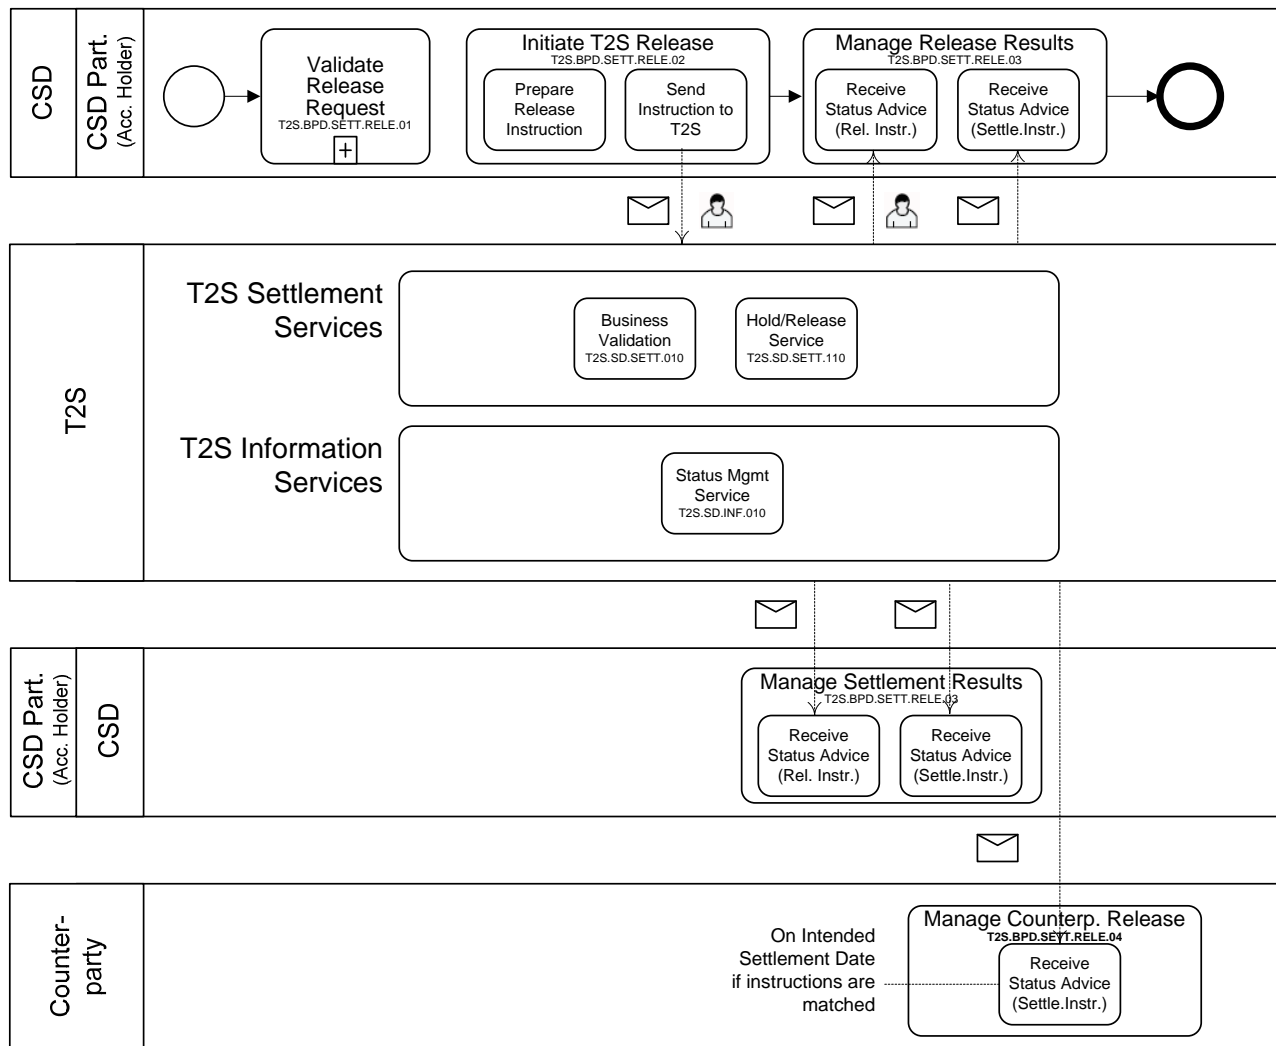 CSD
CSD Part.
(Acc. Holder)
Validate
Release
Request
T2S.BPD.SETT.RELE.01
Initiate T2S Release
T2S.BPD.SETT.RELE.02
Prepare
Release
Instruction
Send
Instruction to
T2S
Manage Release Results
T2S.BPD.SETT.RELE.03
Receive
Status Advice
(Rel. Instr.)
Receive
Status Advice
(Settle.Instr.)
T2S
T2S Settlement
Services
Business
Validation
T2S.SD.SETT.010
Hold/Release
Service
T2S.SD.SETT.110
T2S Information
Services
Status Mgmt
Service
T2S.SD.INF.010
CSD Part.
(Acc. Holder)
CSD
Manage Settlement Results
T2S.BPD.SETT.RELE.03
Receive
Status Advice
(Rel. Instr.)
Receive
Status Advice
(Settle.Instr.)
Counter-
party
On Intended
Settlement Date
if instructions are
matched
Manage Counterp. Release
T2S.BPD.SETT.RELE.04
Receive
Status Advice
(Settle.Instr.)